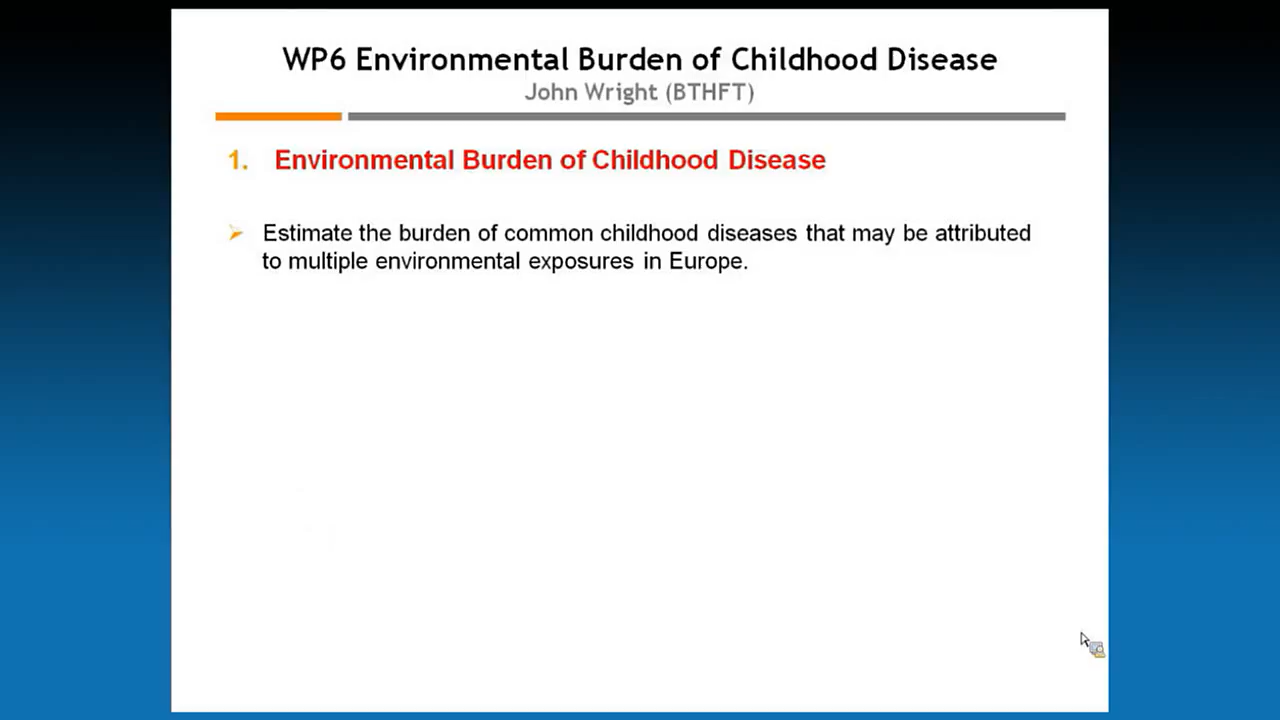 WP6 Environmental Burden of Childhood Disease
John Wright (BTHFT)
1. Environmental Burden of Childhood Disease
Estimate the burden of common childhood diseases that may be attributed
to multiple environmental exposures in Europe.